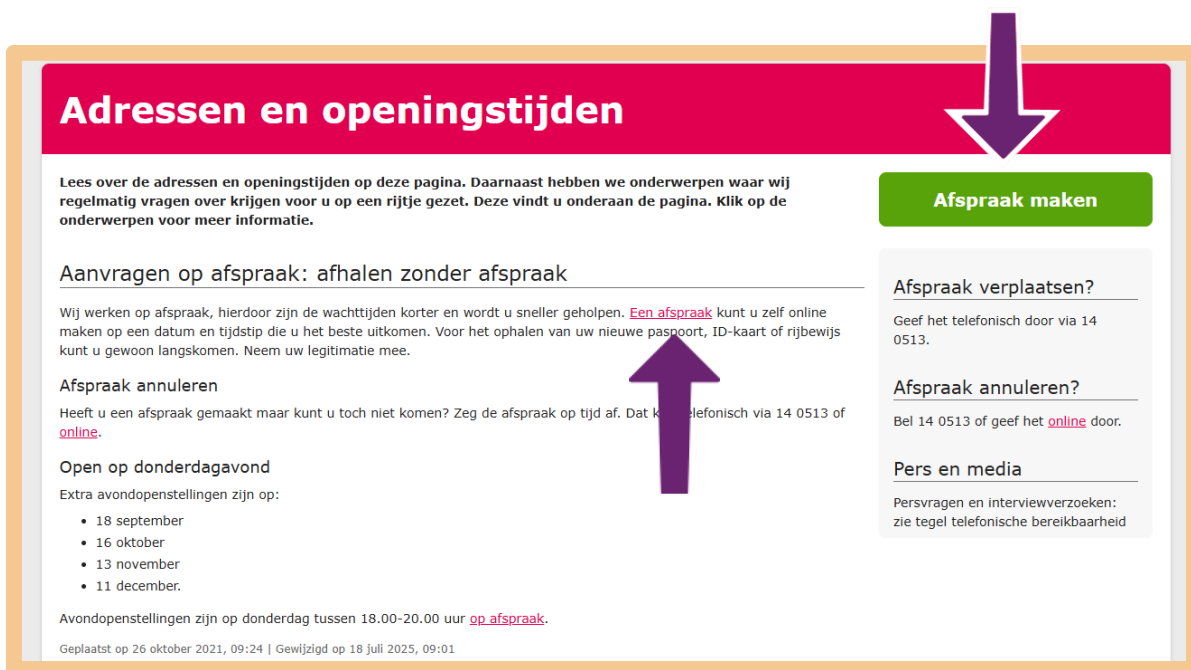 Adressen en openingstijden
Lees over de adressen en openingstijden op deze pagina. Daarnaast hebben we onderwerpen waar wij
regelmatig vragen over krijgen voor u op een rijtje gezet. Deze vindt u onderaan de pagina. Klik op de
onderwerpen voor meer informatie.
Aanvragen op afspraak: afhalen zonder afspraak
Wij werken op afspraak, hierdoor zijn de wachttijden korter en wordt u sneller geholpen. Een afspraak kunt u zelf online
maken op een datum en tijdstip die u het beste uitkomen. Voor het ophalen van uw nieuwe paspoort, ID-kaart of rijbewijs
kunt u gewoon langskomen. Neem uw legitimatie mee.
Afspraak annuleren
Heeft u een afspraak gemaakt maar kunt u toch niet komen? Zeg de afspraak op tijd af. Dat telefonisch via 14 0513 of
online.
Open op donderdagavond
Extra avondopenstellingen zijn op:
• 18 september
• 16 oktober
• 13 november
• 11 december.
Avondopenstellingen zijn op donderdag tussen 18.00-20.00 uur op afspraak.
Geplaatst op 26 oktober 2021, 09:24 | Gewijzigd op 18 juli 2025, 09:01
Afspraak maken
Afspraak verplaatsen?
Geef het telefonisch door via 14
0513.
Afspraak annuleren?
Bel 14 0513 of geef het online door.
Pers en media
Persvragen en interviewverzoeken:
zie tegel telefonische bereikbaarheid